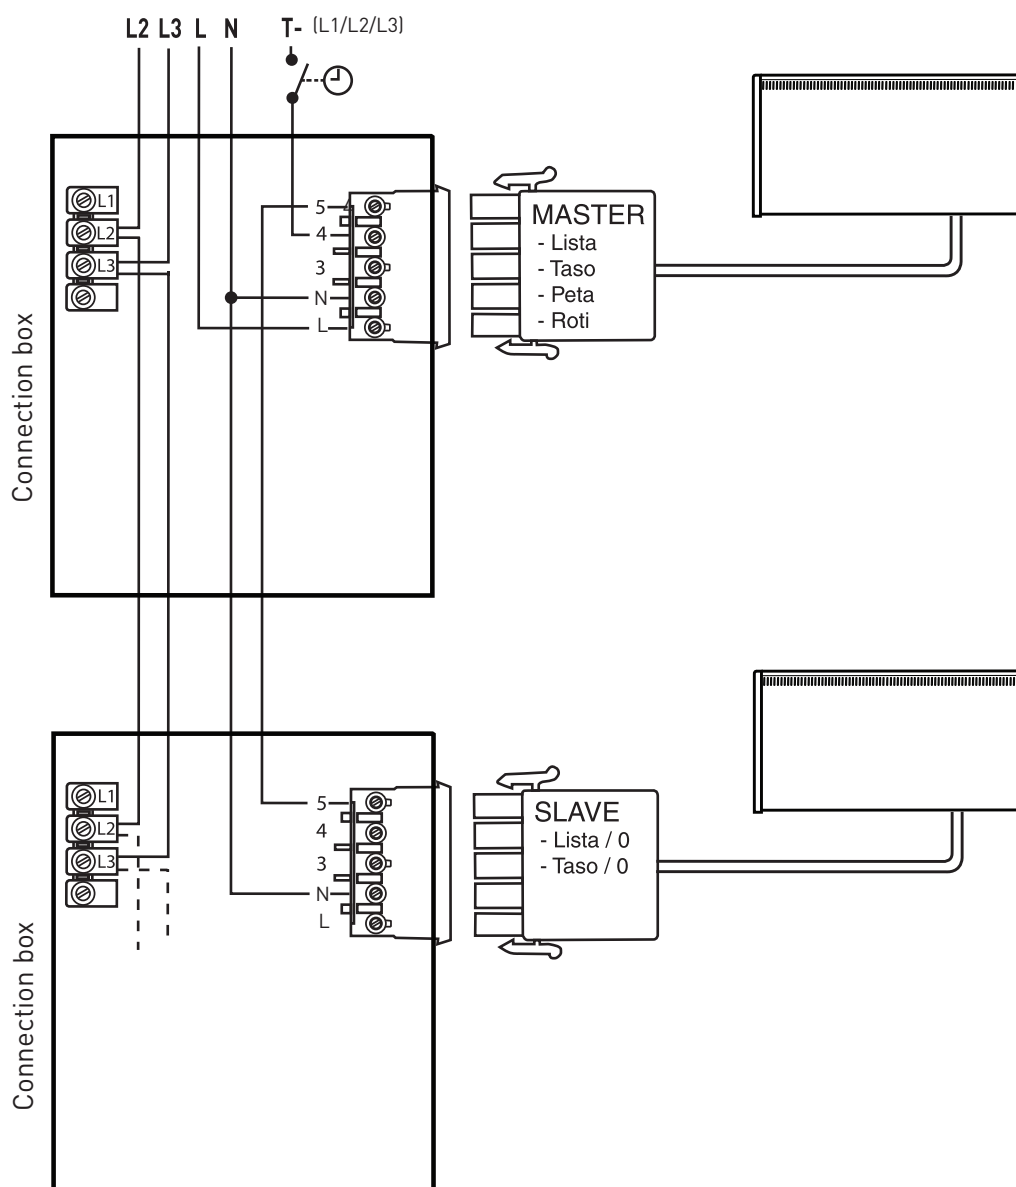 L2 L3 L N T- (L1/L2/L3)
L1
L2
L3
5
4
3
N
L
MASTER
- Lista
- Taso
- Peta
- Roti
Connection box
L1
L2
L3
5
4
3
N
L
SLAVE
- Lista / 0
- Taso / 0
Connection box